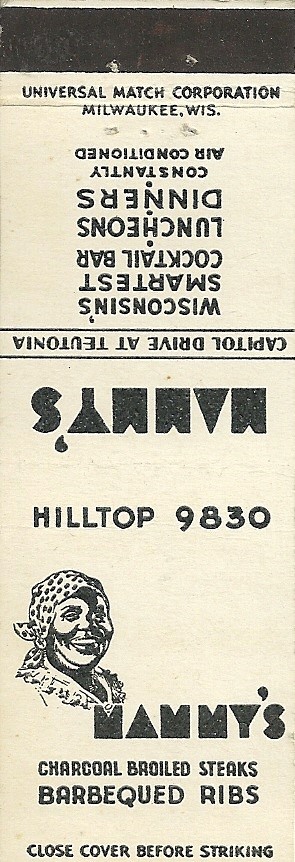 UNIVERSAL MATCH CORPORATION
MILWAUKEE, WIS.
AIR CONDITIONED
CONSTANTLY
DINNERS
LUNCHEONS
COCKTAIL BAR
SMARTEST
WISCONSIN'S
CAPITOL DRIVE AT TEUTONIA
MAMMY'S
HILLTOP 9830
MAMMY'S
CHARCOAL BROILED STEAKS
BARBEQUED RIBS
CLOSE COVER BEFORE STRIKING